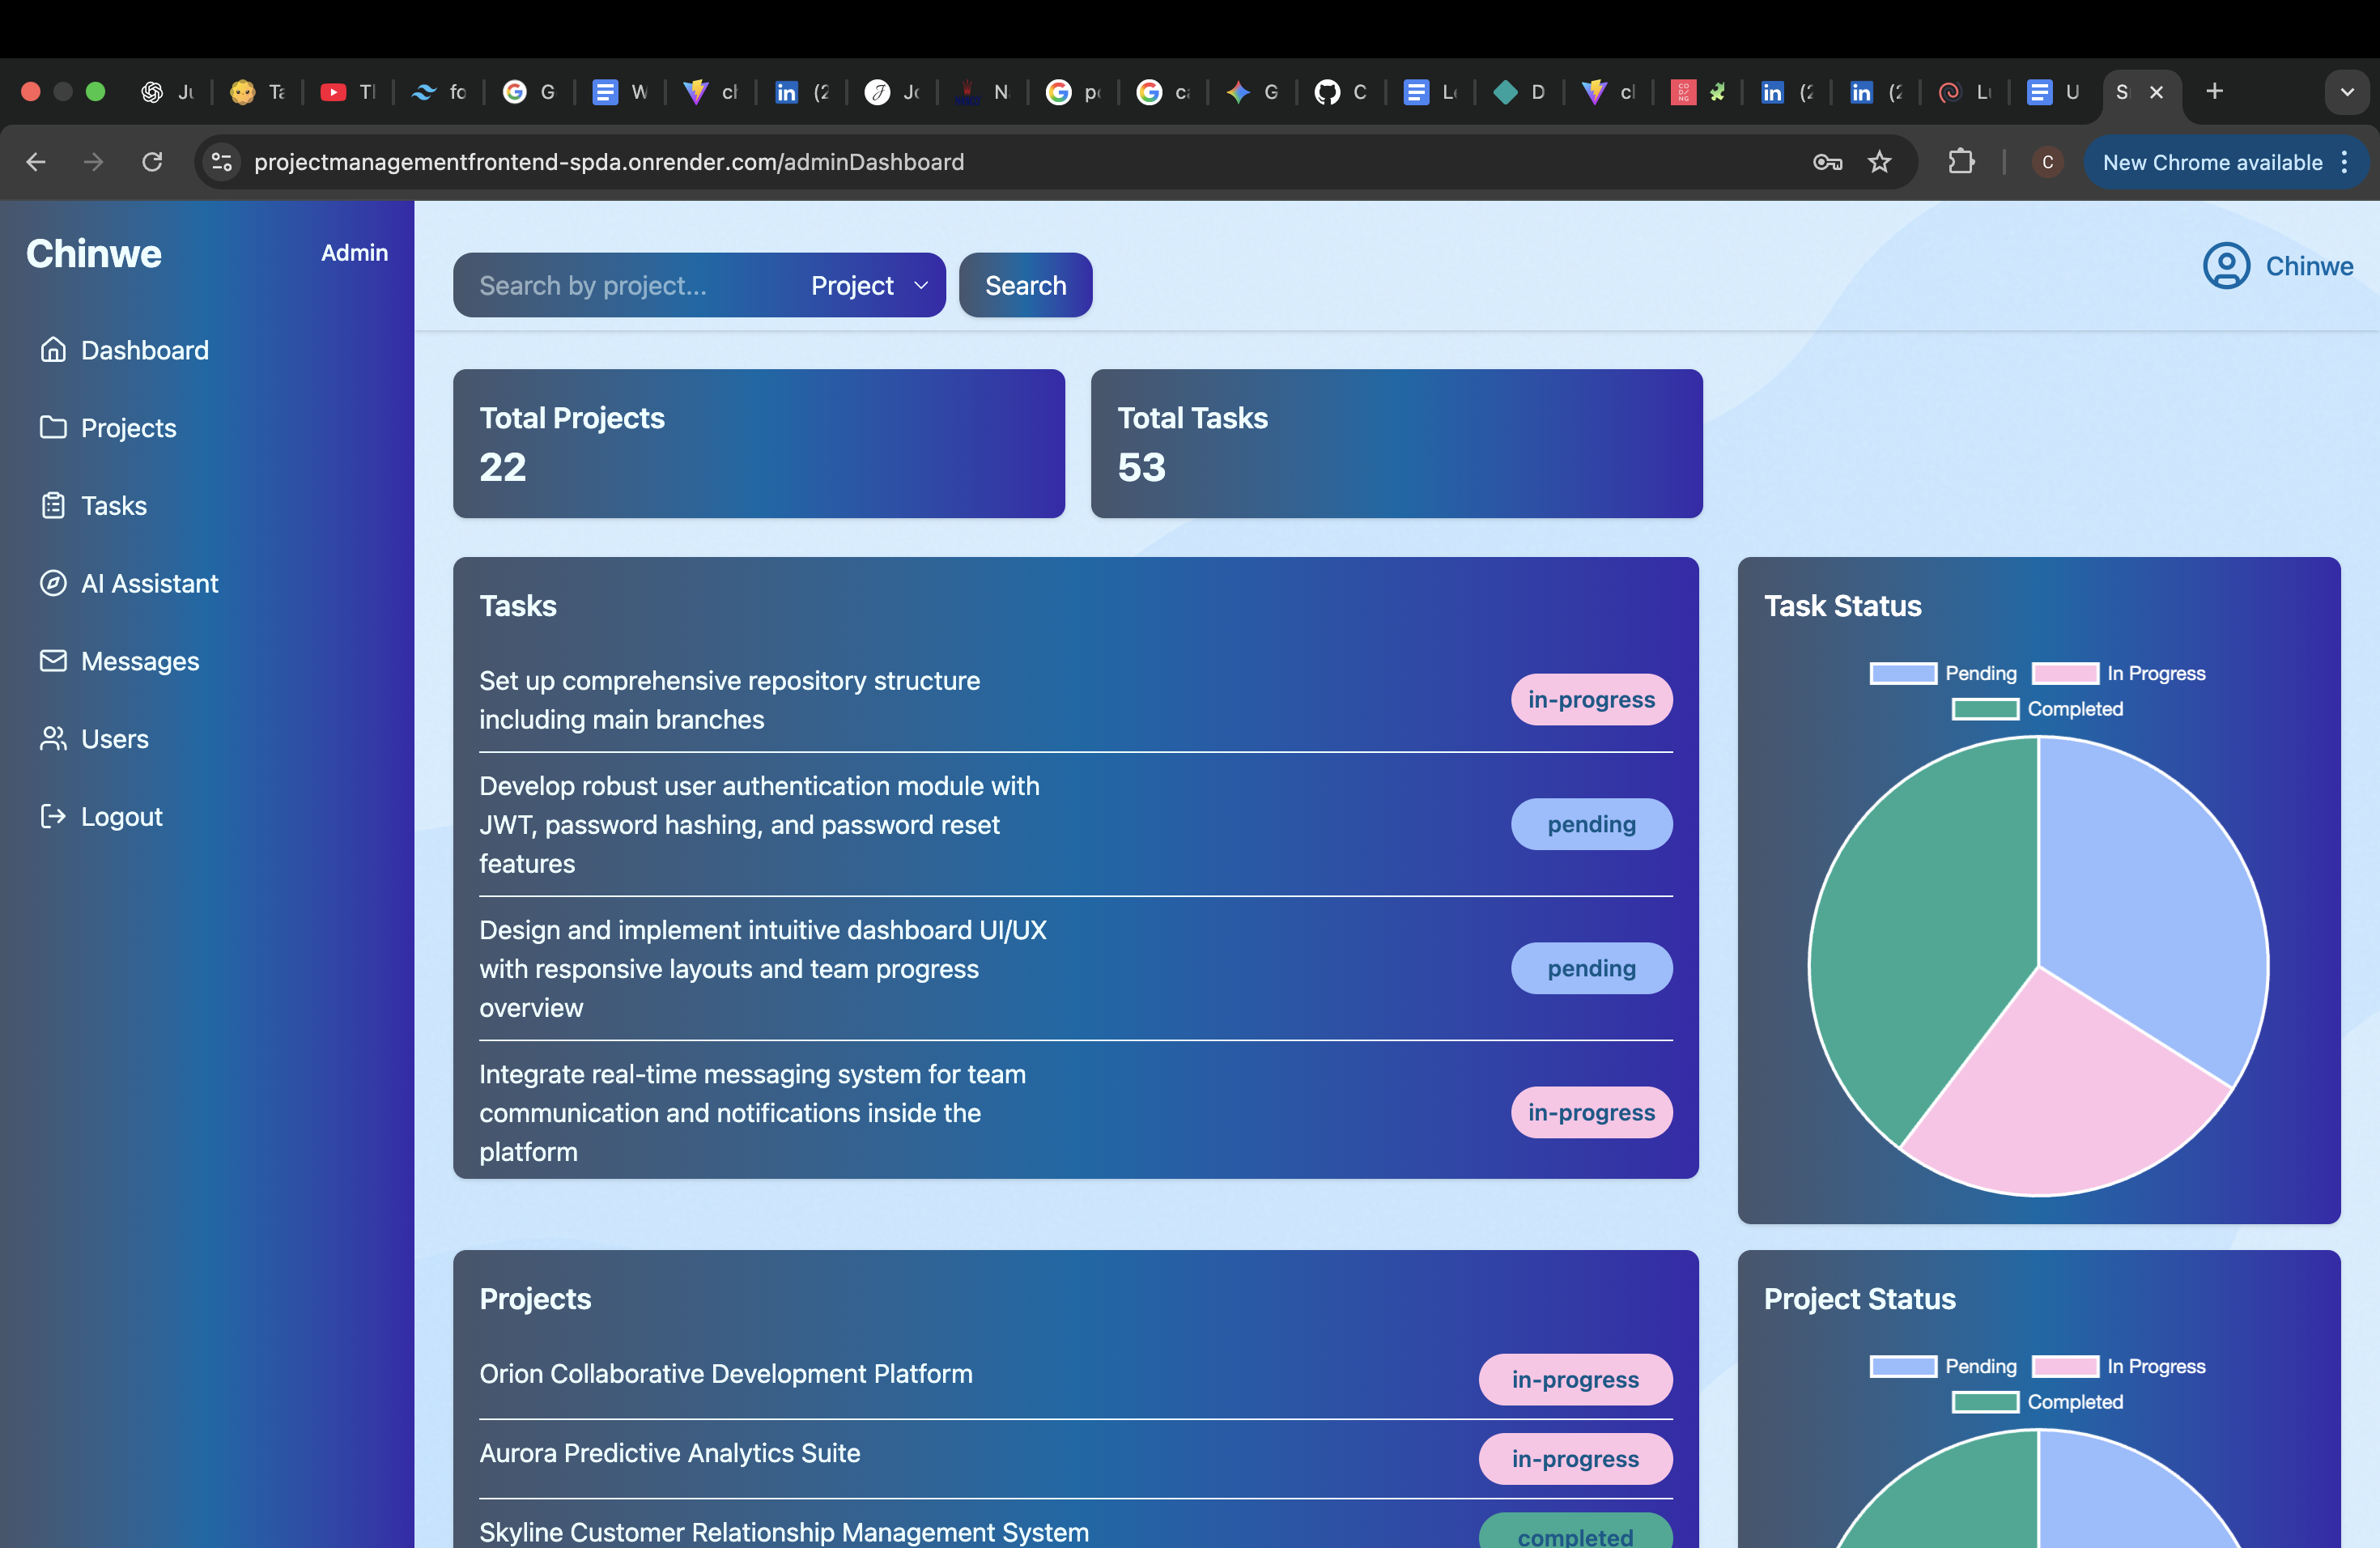 Ju
Ta
fo
G
W
cl
(2
Jo
N
po
ca
G
C
Le
D
cl
(2
(2
Lu
U
S
projectmanagementfrontend-spda.onrender.com/adminDashboard
C
New Chrome available
Chinwe
Admin
Dashboard
Projects
Tasks
AI Assistant
Messages
Users
Logout
Search by project...
Project
Search
Chinwe
Total Projects
22
Total Tasks
53
Tasks
Set up comprehensive repository structure
including main branches
in-progress
Develop robust user authentication module with
JWT, password hashing, and password reset
features
pending
Design and implement intuitive dashboard UI/UX
with responsive layouts and team progress
overview
pending
Integrate real-time messaging system for team
communication and notifications inside the
platform
in-progress
Task Status
Pending
In Progress
Completed
Projects
Orion Collaborative Development Platform
in-progress
Aurora Predictive Analytics Suite
in-progress
Skyline Customer Relationship Management System
completed
Project Status
Pending
In Progress
Completed